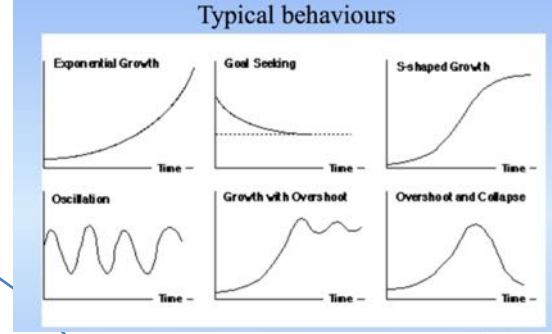 Typical behaviours
Exponential Growth
Goal Seeking
S-shaped Growth
Time
Time
Time
Oscillation
Growth with Overshoot
Overshoot and Collapse
Time
Time
Time